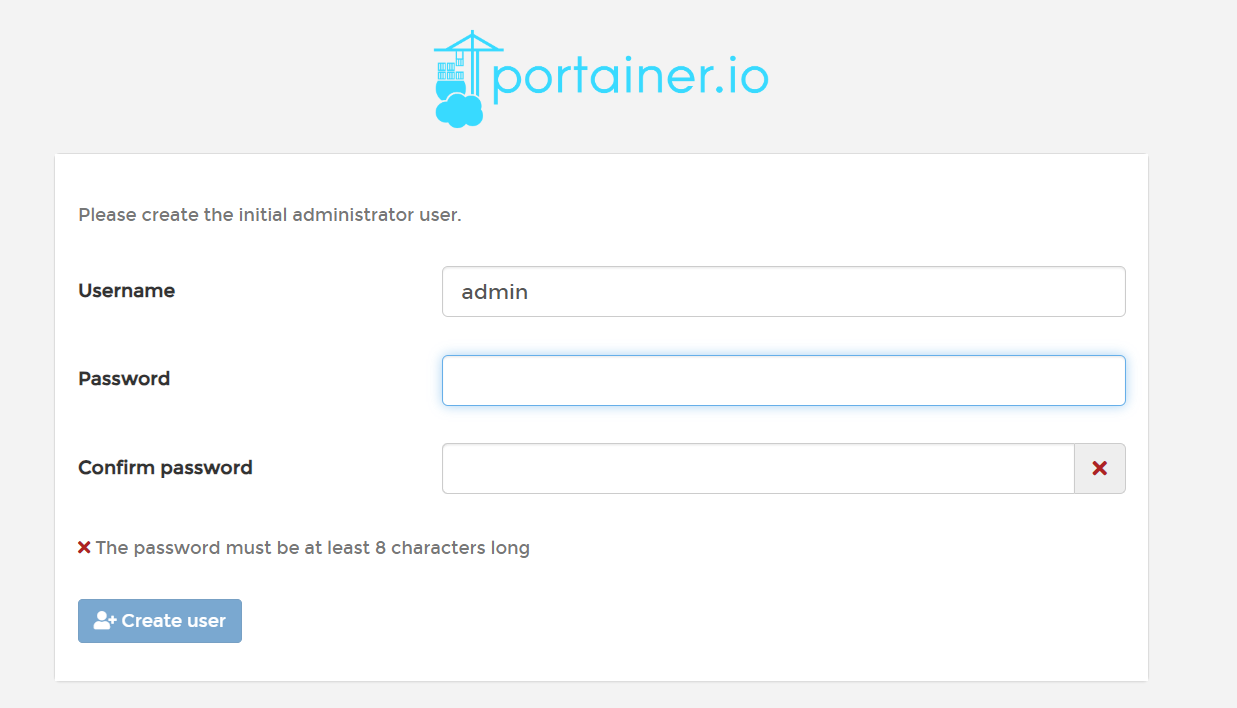 portainer.io
Please create the initial administrator user.
Username
admin
Password
Confirm password
The password must be at least 8 characters long
Create user